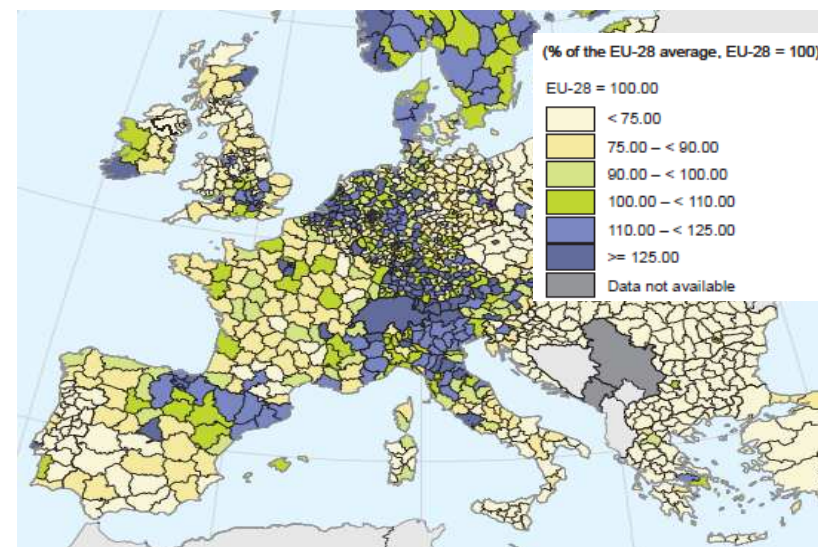 (% of the EU-28 average, EU-28 = 100)
EU-28 = 100.00
< 75.00
75.00 – < 90.00
90.00 – < 100.00
100.00 – < 110.00
110.00 – < 125.00
>= 125.00
Data not available